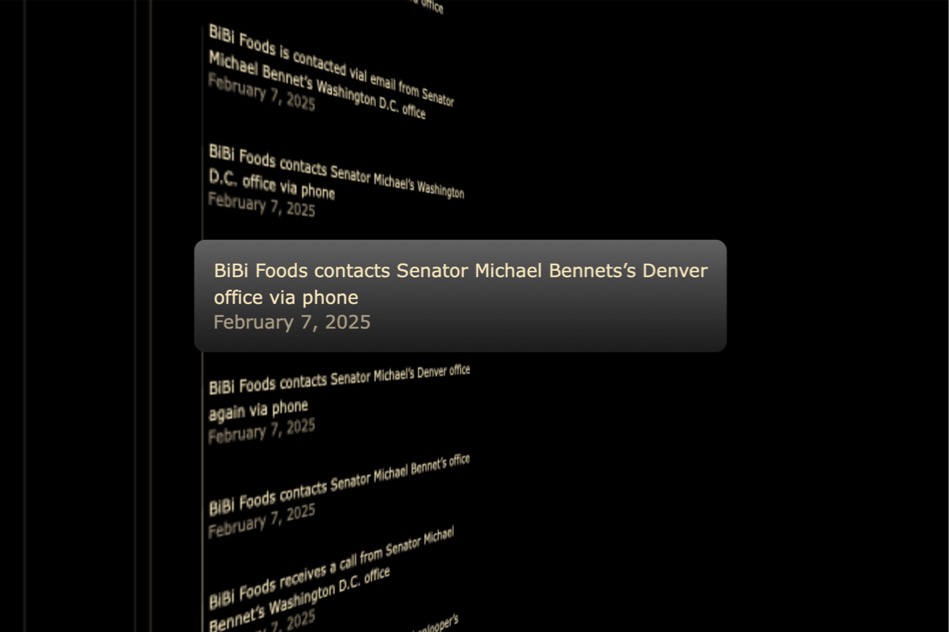 office
BiBi Foods is contacted vial email from Senator
Michael Bennet’s Washington D.C. office
February 7, 2025
BiBi Foods contacts Senator Michael’s Washington
D.C. office via phone
February 7, 2025
BiBi Foods contacts Senator Michael Bennets’s Denver
office via phone
February 7, 2025
BiBi Foods contacts Senator Michael’s Denver office
again via phone
February 7, 2025
BiBi Foods contacts Senator Michael Bennet’s office
February 7, 2025
BiBi Foods receives a call from Senator Michael
Bennet’s Washington D.C. office
7, 2025